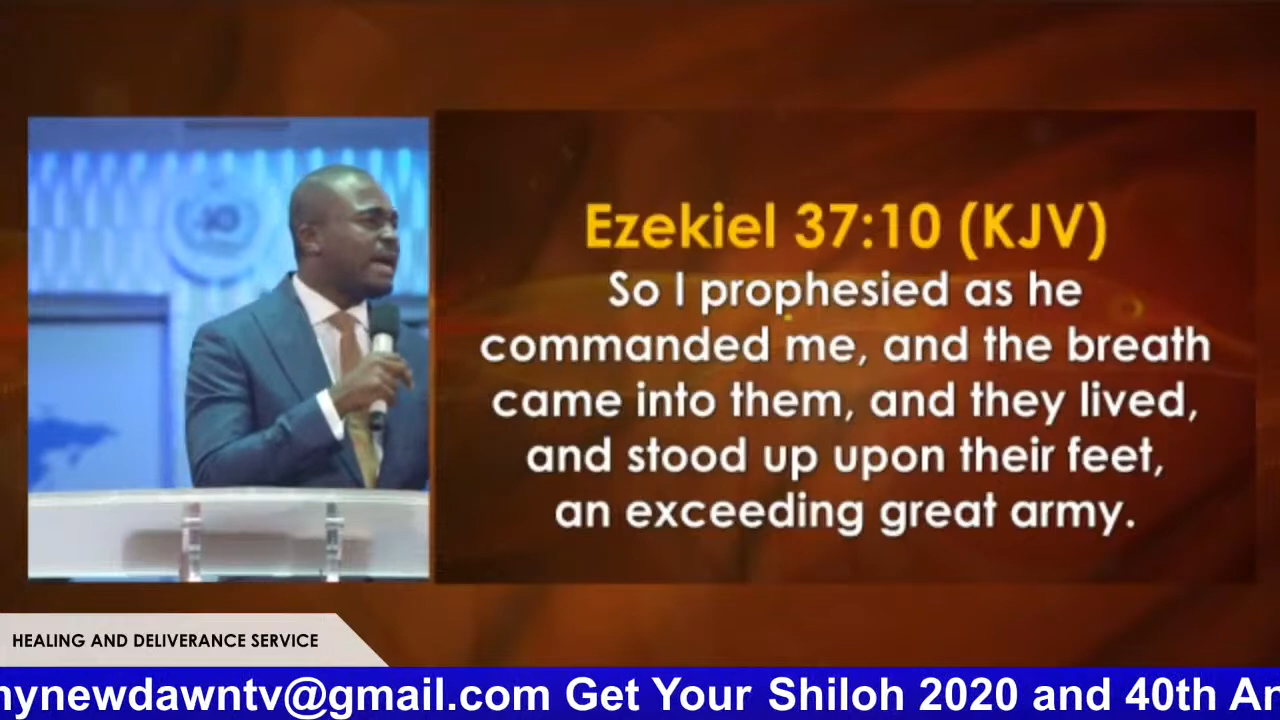 Ezekiel 37:10 (KJV)
So I prophesied as he
commanded me, and the breath
came into them, and they lived,
and stood up upon their feet,
an exceeding great army.
HEALING AND DELIVERANCE SERVICE
mynewdawntv@gmail.com Get Your Shiloh 2020 and 40th An